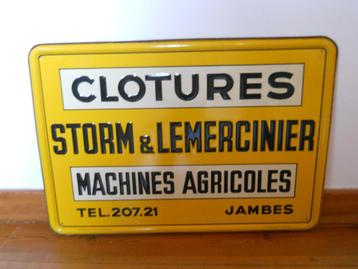 CLOTURES
STORM & LEMERCINIER
MACHINES AGRICOLES
TEL.207.21 JAMBES